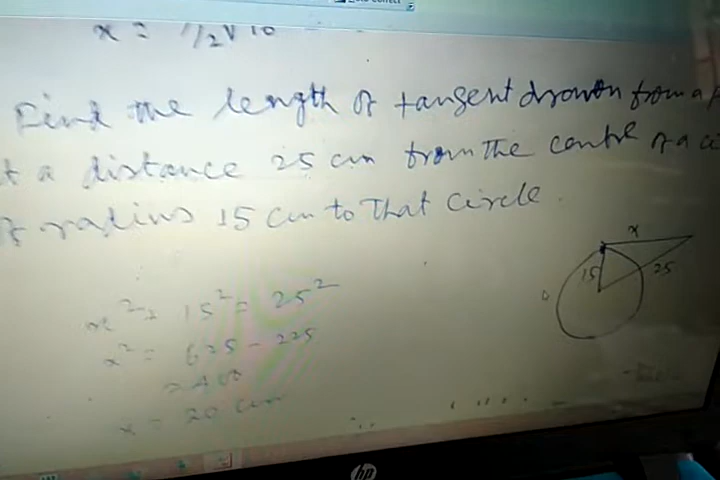 x = 1/2√10
Find the length of tangent drawn from a
at a distance 25 cm from the centre of a
of radius 15 cm to that circle.
x
15
25
x² + 15² = 25²
x² = 625 - 225
= 400
x = 20 cm
hp